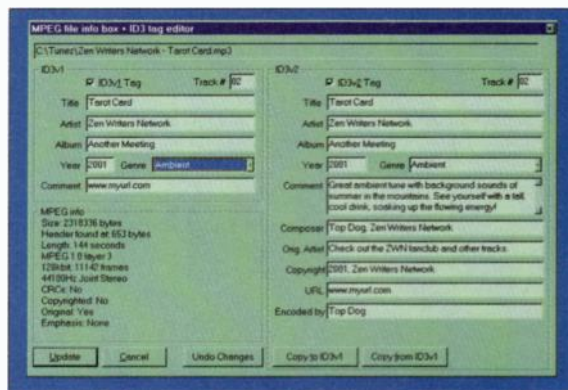 MPEG file info box • ID3 tag editor
C:\Tunez\Zen Writers Network - Tarot Card.mp3
ID3v1
ID3v1 Tag Track # 02
Title Tarot Card
Artist Zen Writers Network
Album Another Meeting
Year 2001 Genre Ambient
Comment www.myurl.com
MPEG info
Size: 2318336 bytes
Header found at: 653 bytes
Length: 144 seconds
MPEG 1.0 layer 3
128kbit, 11142 frames
44100Hz Joint Stereo
CRCs: No
Copyrighted: No
Original: Yes
Emphasis: None
Update Cancel Undo Changes
ID3v2
ID3v2 Tag Track # 02
Title Tarot Card
Artist Zen Writers Network
Album Another Meeting
Year 2001 Genre Ambient
Comment Great ambient tune with background sounds of
summer in the mountains. See yourself with a tall,
cool drink, soaking up the flowing energy!
Composer Top Dog, Zen Writers Network
Orig. Artist Check out the ZWN fanclub and other tracks.
Copyright 2001, Zen Writers Network
URL www.myurl.com
Encoded by Top Dog
Copy to ID3v1 Copy from ID3v1